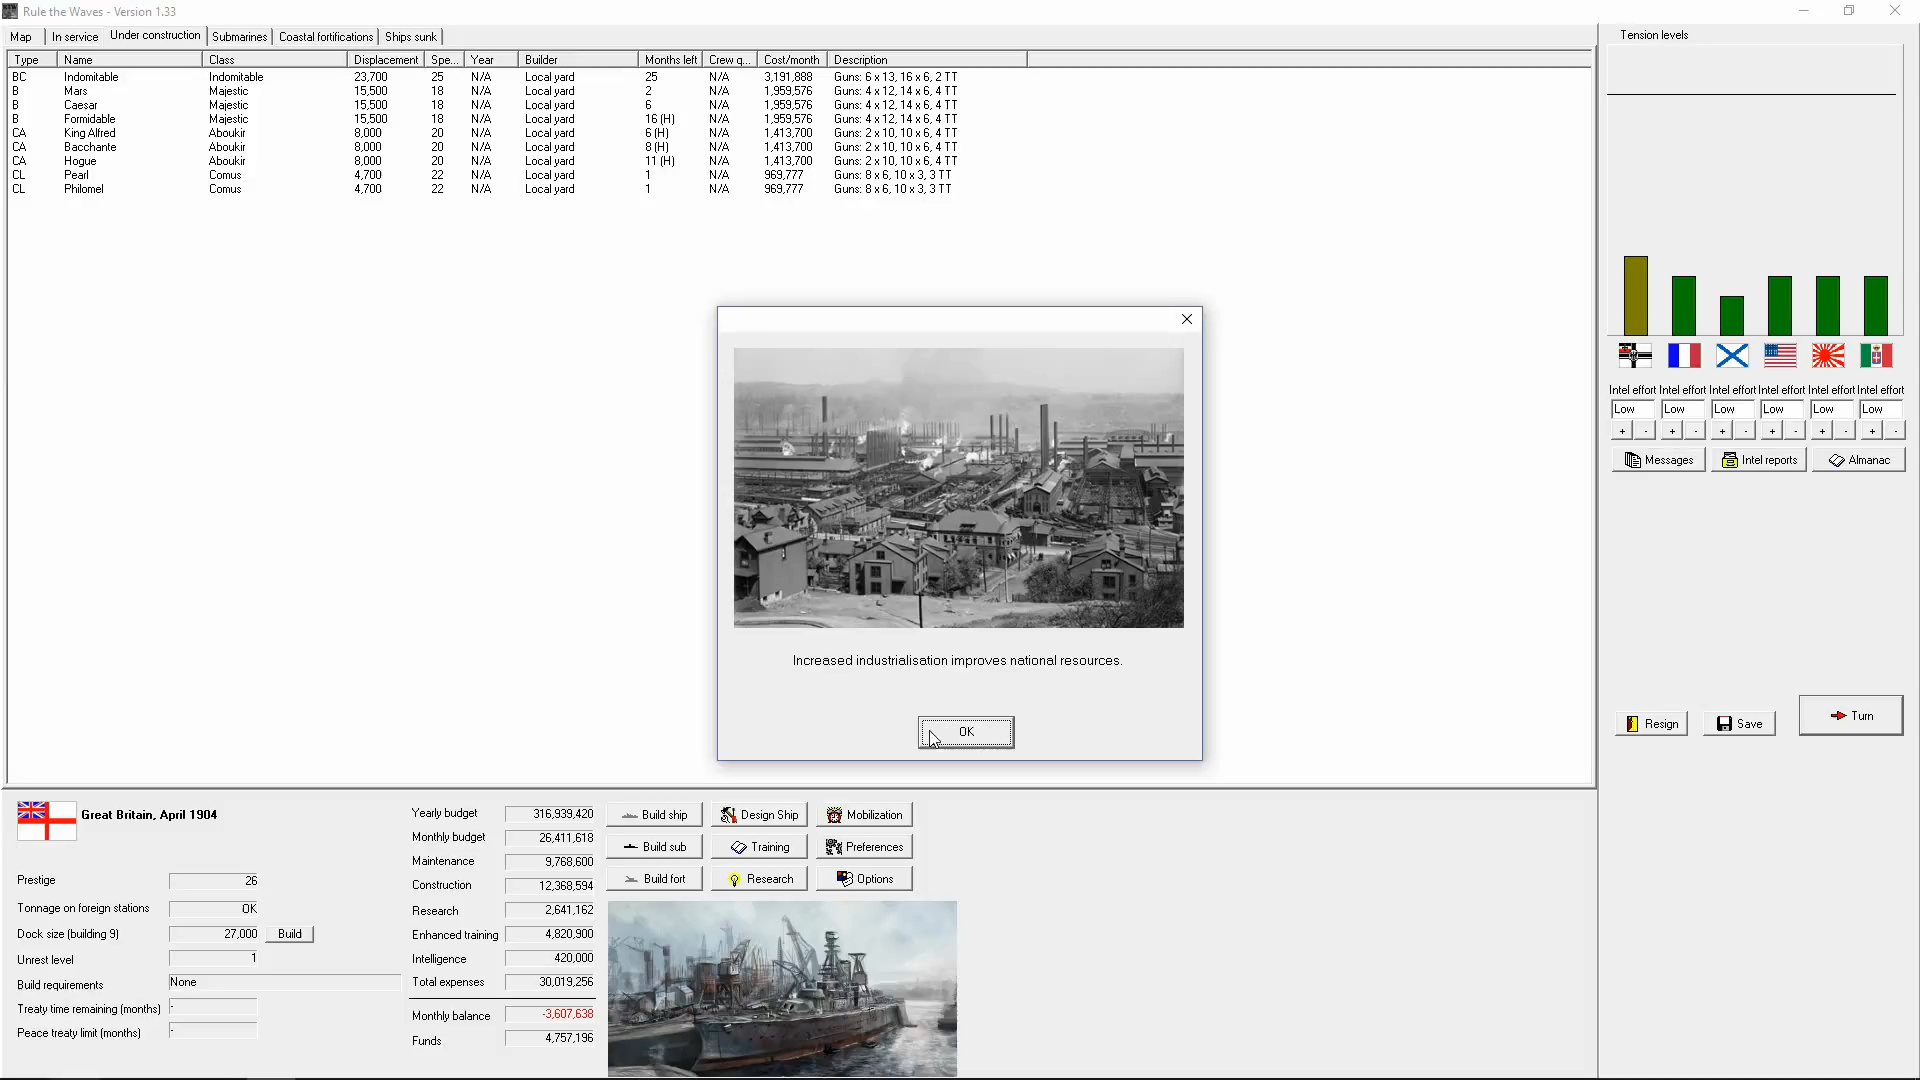 Rule the Waves - Version 1.33
Map In service Under construction Submarines Coastal fortifications Ships sunk
Type Name Class Displacement Spe... Year Builder Months left Crew q... Cost/month Description
BC Indomitable Indomitable 23,700 25 N/A Local yard 25 N/A 3,191,888 Guns: 6 x 13, 16 x 6, 2 TT
B Mars Majestic 15,500 18 N/A Local yard 2 N/A 1,959,576 Guns: 4 x 12, 14 x 6, 4 TT
B Caesar Majestic 15,500 18 N/A Local yard 6 N/A 1,959,576 Guns: 4 x 12, 14 x 6, 4 TT
B Formidable Majestic 15,500 18 N/A Local yard 16 (H) N/A 1,959,576 Guns: 4 x 12, 14 x 6, 4 TT
CA King Alfred Aboukir 8,000 20 N/A Local yard 6 (H) N/A 1,413,700 Guns: 2 x 10, 10 x 6, 4 TT
CA Bacchante Aboukir 8,000 20 N/A Local yard 8 (H) N/A 1,413,700 Guns: 2 x 10, 10 x 6, 4 TT
CA Hogue Aboukir 8,000 20 N/A Local yard 11 (H) N/A 1,413,700 Guns: 2 x 10, 10 x 6, 4 TT
CL Pearl Comus 4,700 22 N/A Local yard 1 N/A 969,777 Guns: 8 x 6, 10 x 3, 3 TT
CL Philomel Comus 4,700 22 N/A Local yard 1 N/A 969,777 Guns: 8 x 6, 10 x 3, 3 TT
Increased industrialisation improves national resources.
OK
Tension levels
Intel effort Intel effort Intel effort Intel effort Intel effort Intel effort
Low Low Low Low Low Low
+ - + - + - + - + - + -
Messages Intel reports Almanac
Resign Save Turn
Great Britain, April 1904
Prestige 26
Tonnage on foreign stations OK
Dock size (building 9) 27,000 Build
Unrest level 1
Build requirements None
Treaty time remaining (months) -
Peace treaty limit (months) -
Yearly budget 316,939,420
Monthly budget 26,411,618
Maintenance 9,768,600
Construction 12,368,594
Research 2,641,162
Enhanced training 4,820,900
Intelligence 420,000
Total expenses 30,019,256
Monthly balance -3,607,638
Funds 4,757,196
Build ship Design Ship Mobilization
Build sub Training Preferences
Build fort Research Options